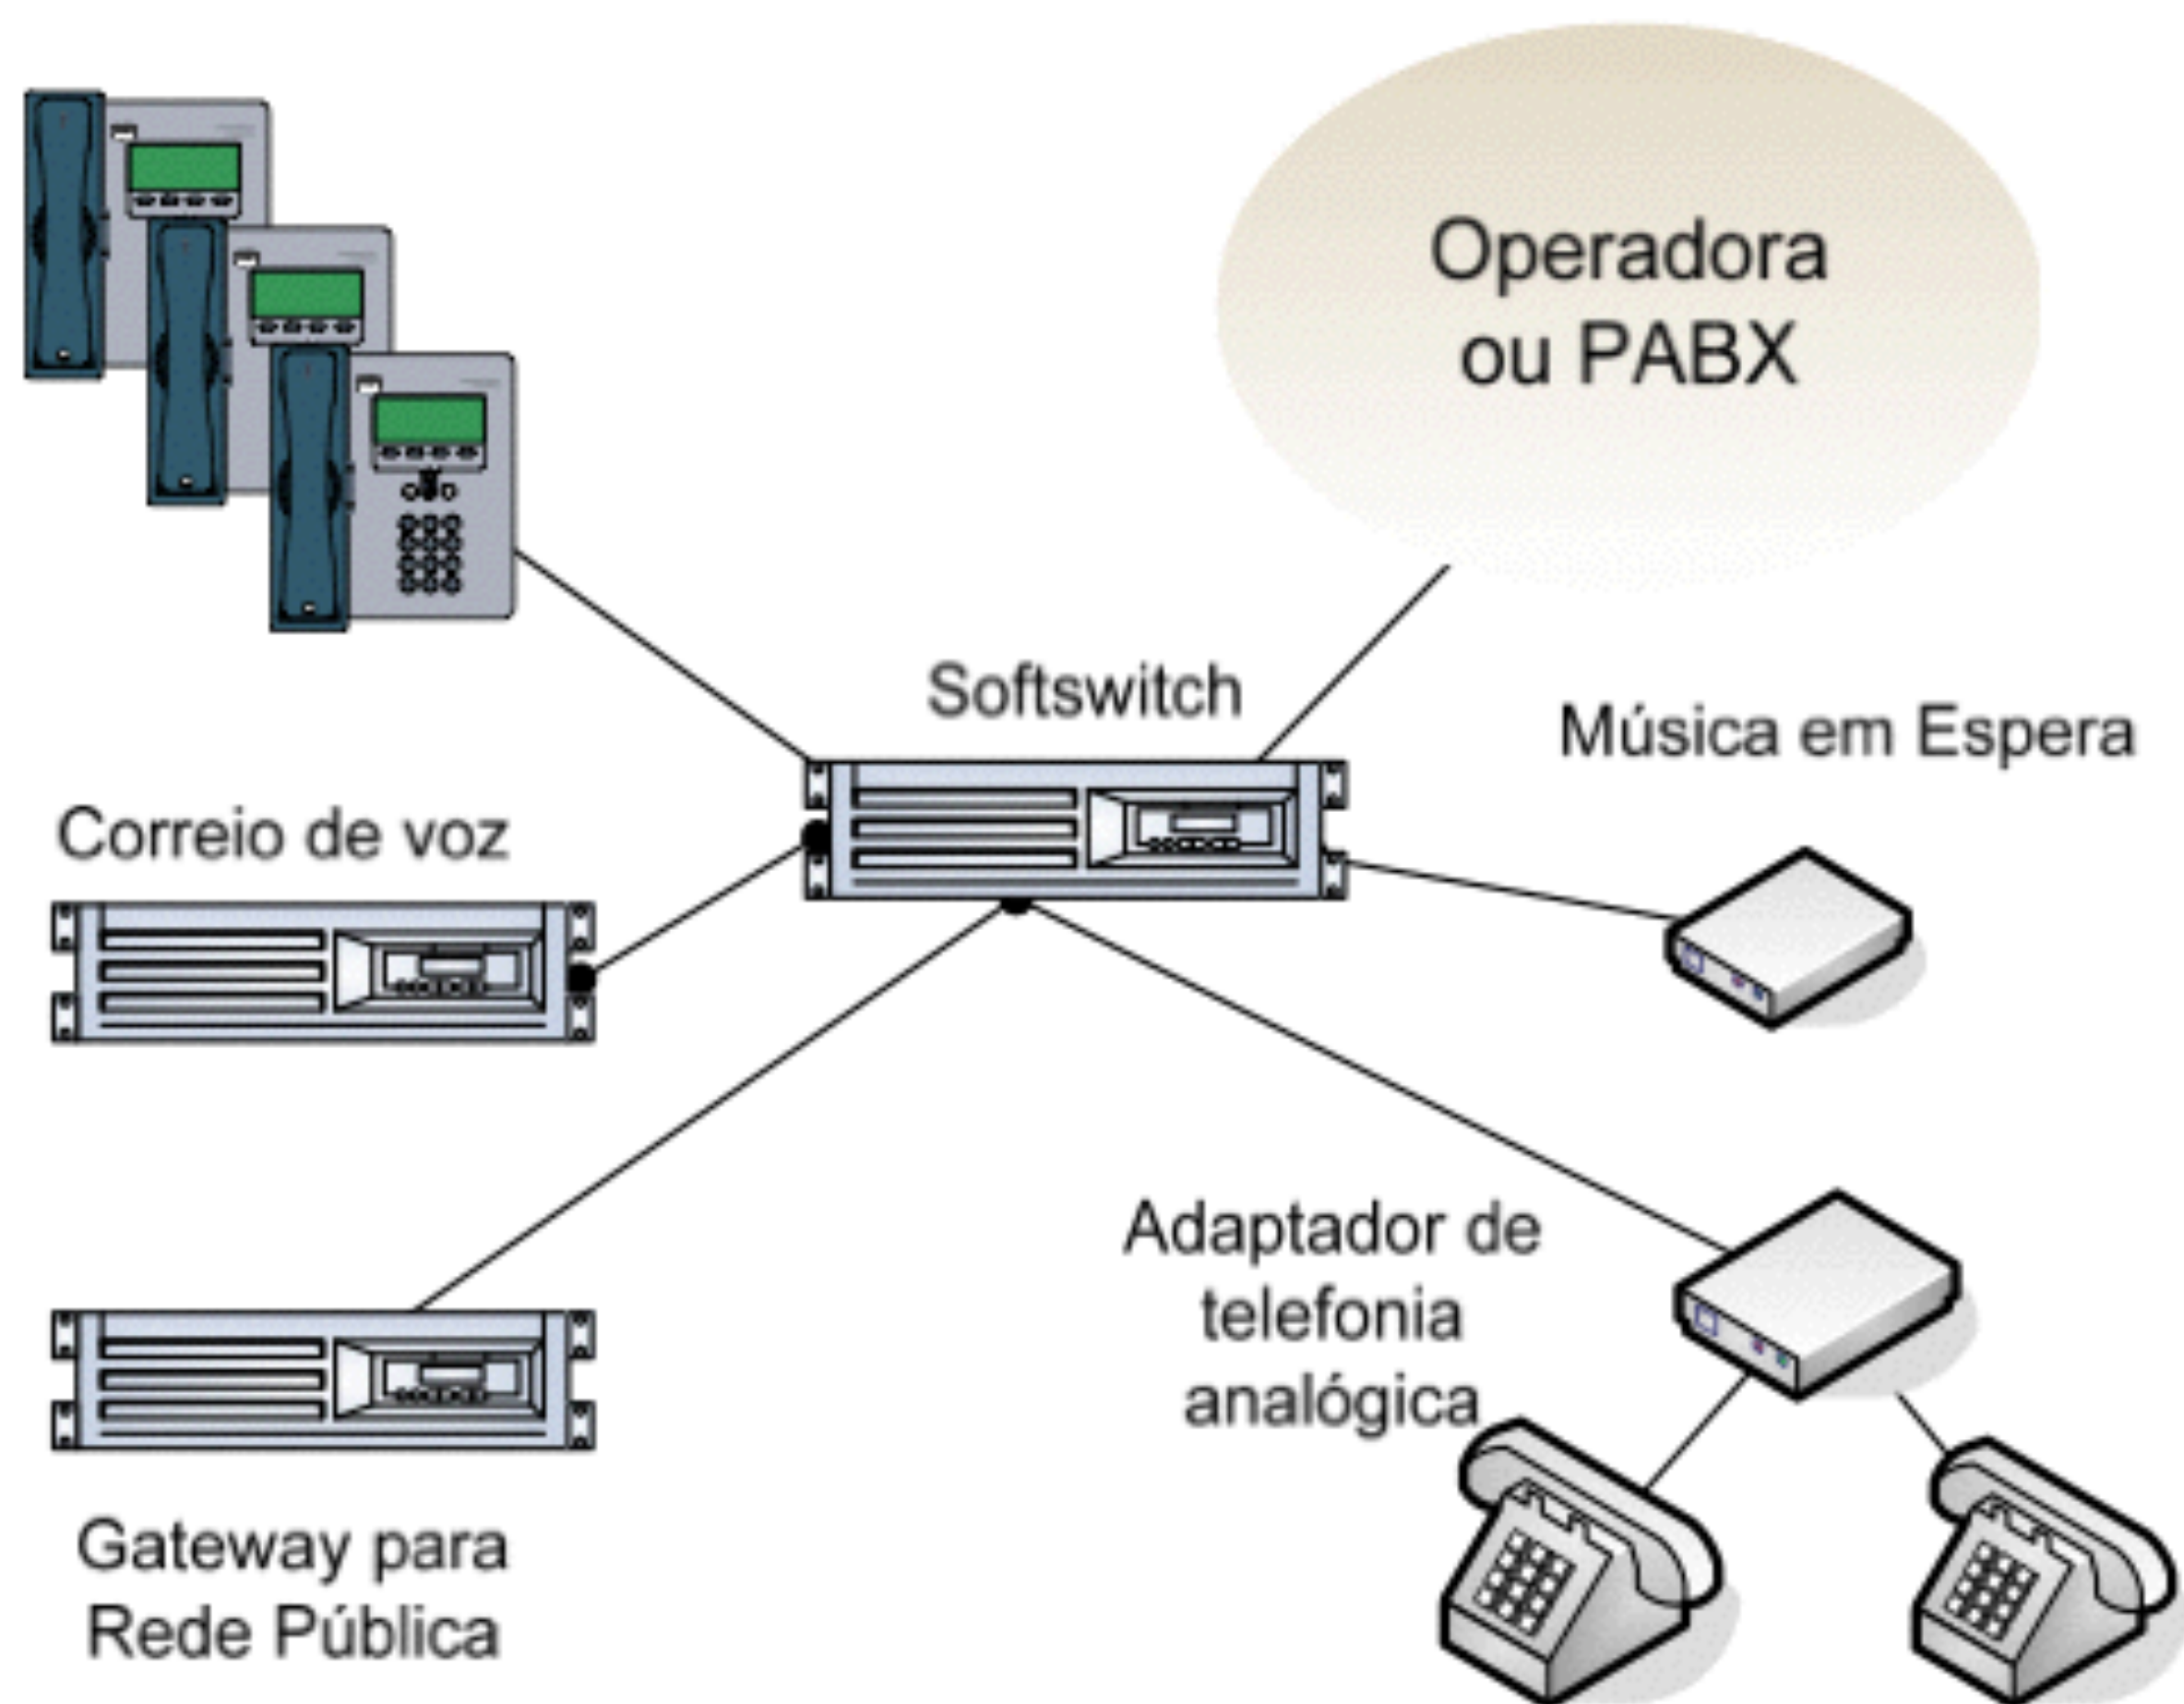 Operadora
ou PABX
Softswitch
Música em Espera
Correio de voz
Adaptador de
telefonia
analógica
Gateway para
Rede Pública